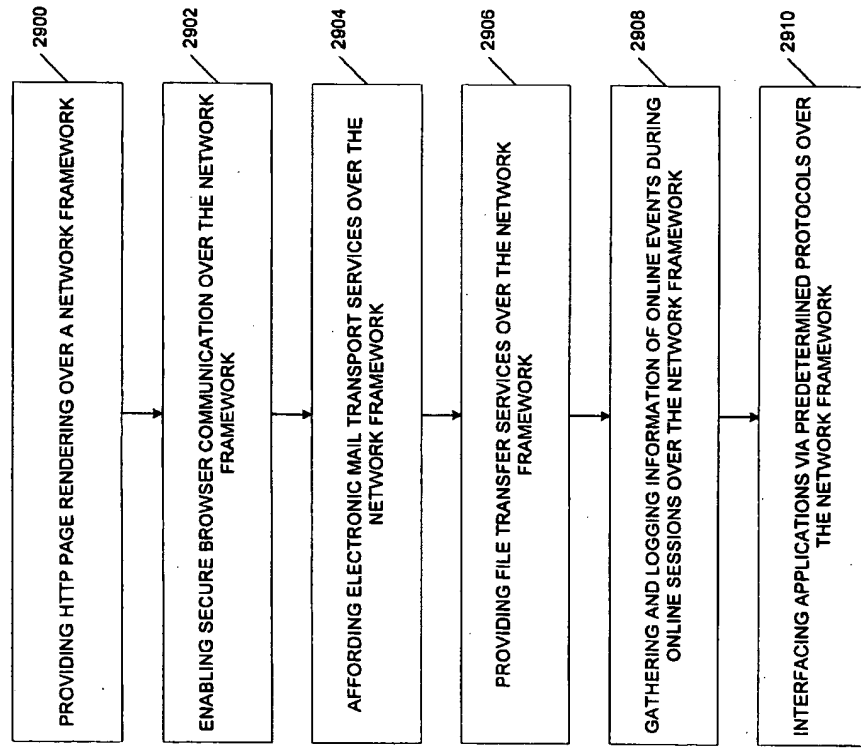 2900
PROVIDING HTTP PAGE RENDERING OVER A NETWORK FRAMEWORK
2902
ENABLING SECURE BROWSER COMMUNICATION OVER THE NETWORK
FRAMEWORK
2904
AFFORDING ELECTRONIC MAIL TRANSPORT SERVICES OVER THE
NETWORK FRAMEWORK
2906
PROVIDING FILE TRANSFER SERVICES OVER THE NETWORK
FRAMEWORK
2908
GATHERING AND LOGGING INFORMATION OF ONLINE EVENTS DURING
ONLINE SESSIONS OVER THE NETWORK FRAMEWORK
2910
INTERFACING APPLICATIONS VIA PREDETERMINED PROTOCOLS OVER
THE NETWORK FRAMEWORK